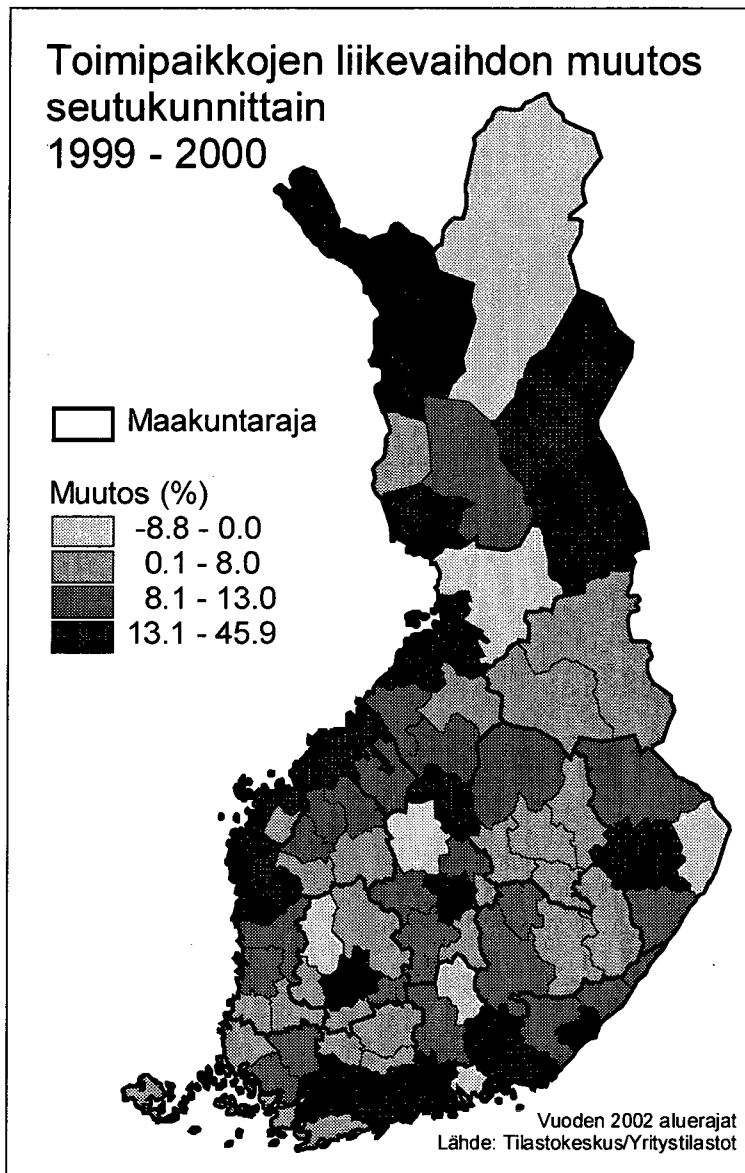 Toimipaikkojen liikevaihdon muutos
seutukunnittain
1999 - 2000
Maakuntaraja
Muutos (%)
-8.8 - 0.0
0.1 - 8.0
8.1 - 13.0
13.1 - 45.9
Vuoden 2002 aluerajat
Lähde: Tilastokeskus/Yritystilastot